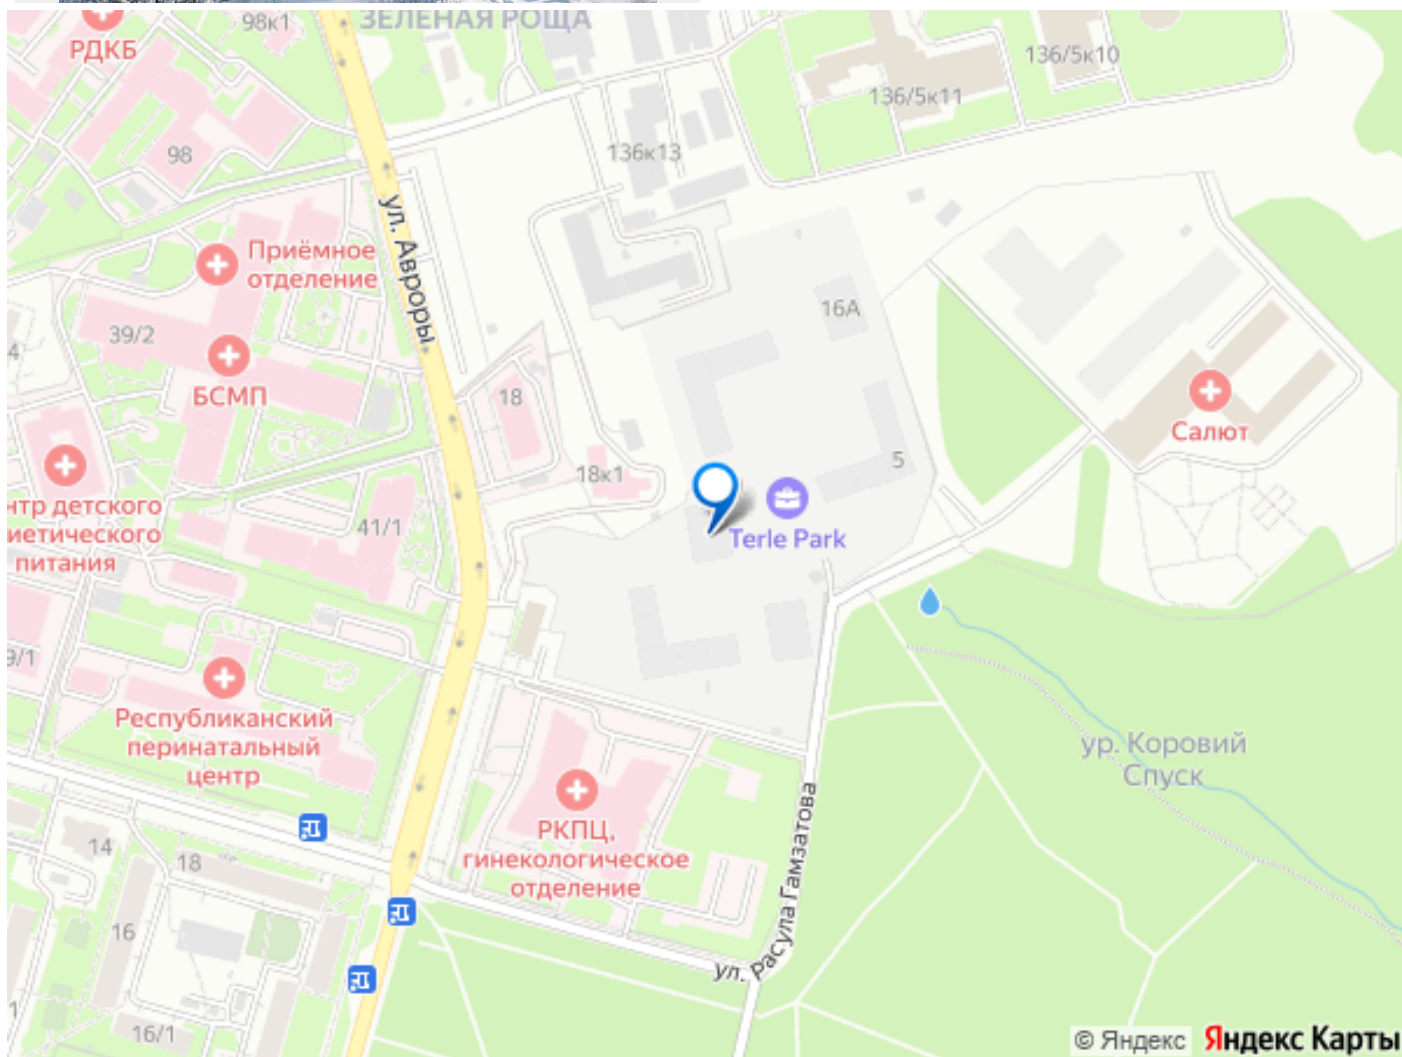 ЗЕЛЕНАЯ РОЩА
98к1
РДКБ
136/5к10
136/5к11
98
136к13
ул. Авроры
Приёмное
отделение
16А
39/2
БСМП
18
Салют
5
18к1
нтр детского
иетического
питания
41/1
Terle Park
9/1
Республиканский
перинатальный
центр
ур. Коровий
Спуск
РКПЦ,
гинекологическое
отделение
14
18
16
ул. Расула Гамзатова
16/1
© Яндекс Яндекс Карты